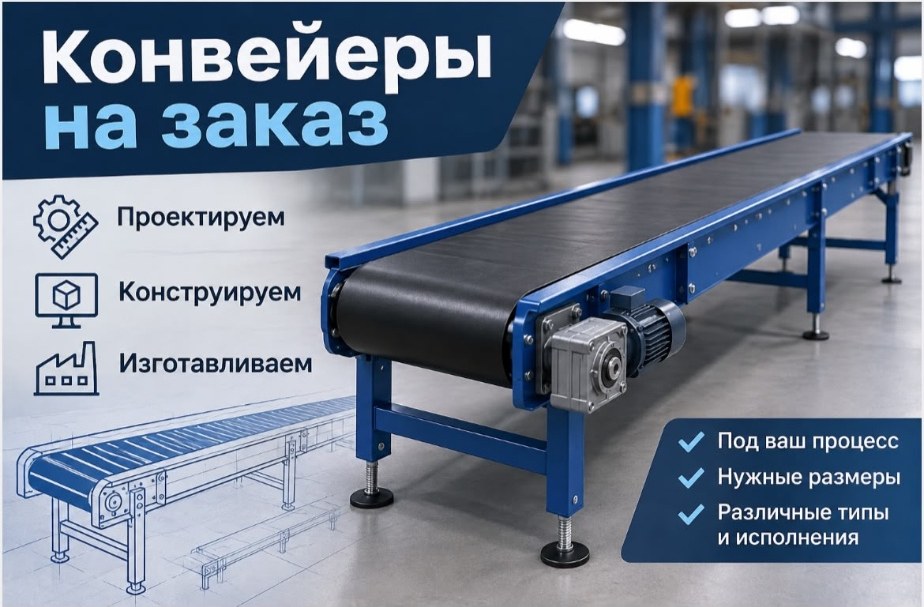 Конвейеры
на заказ
Проектируем
Конструируем
Изготавливаем
Под ваш процесс
Нужные размеры
Различные типы
и исполнения